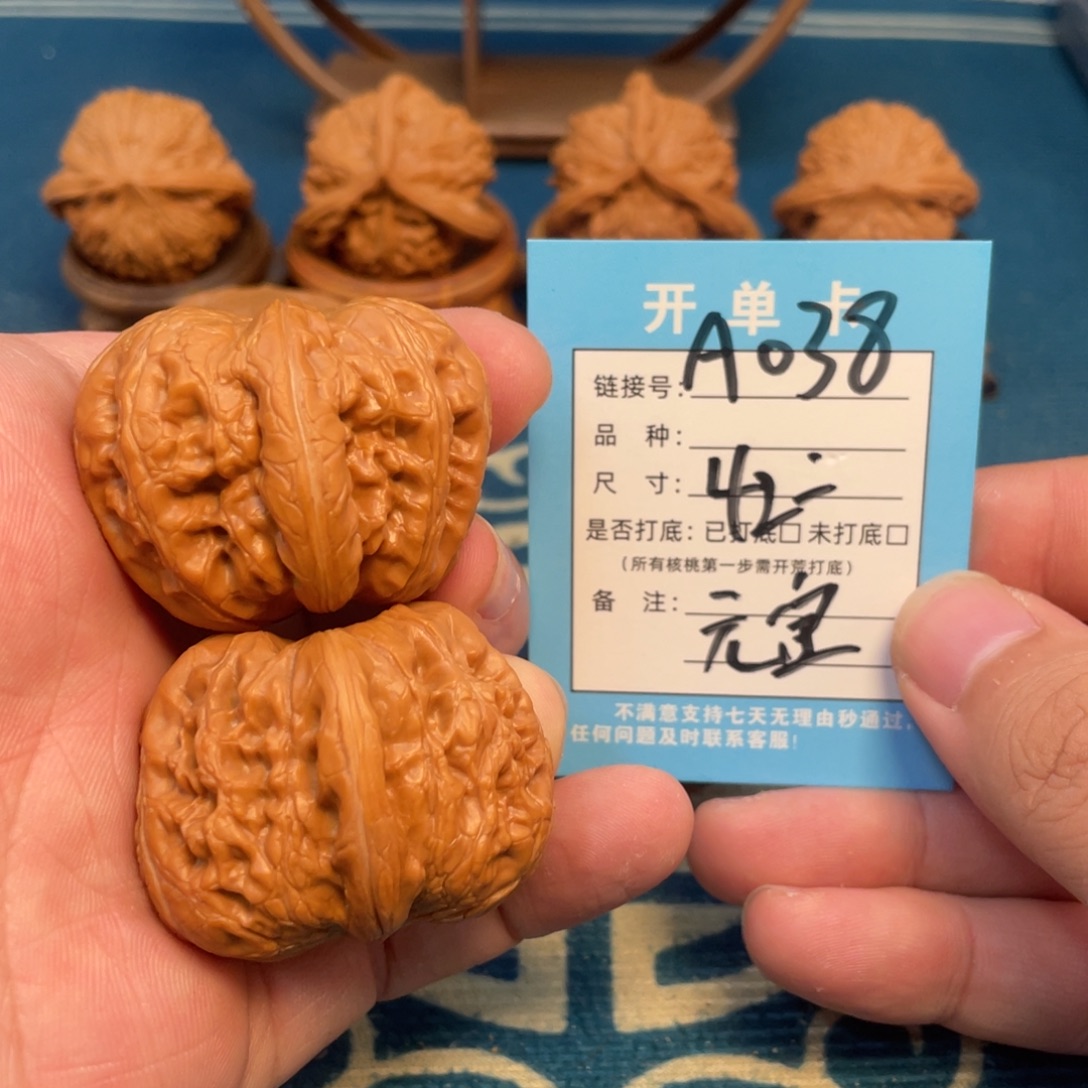 开单卡
链接号：A038
品 种：
尺 寸：42
是否打底：已打底□ 未打底□
（所有核桃第一步需开荒打底）
备 注：元宝
不满意支持七天无理由秒通过，
任何问题及时联系客服！